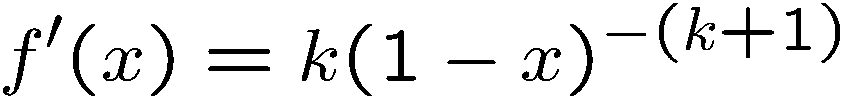 f′(x) = k(1 − x)^{−(k+1)}